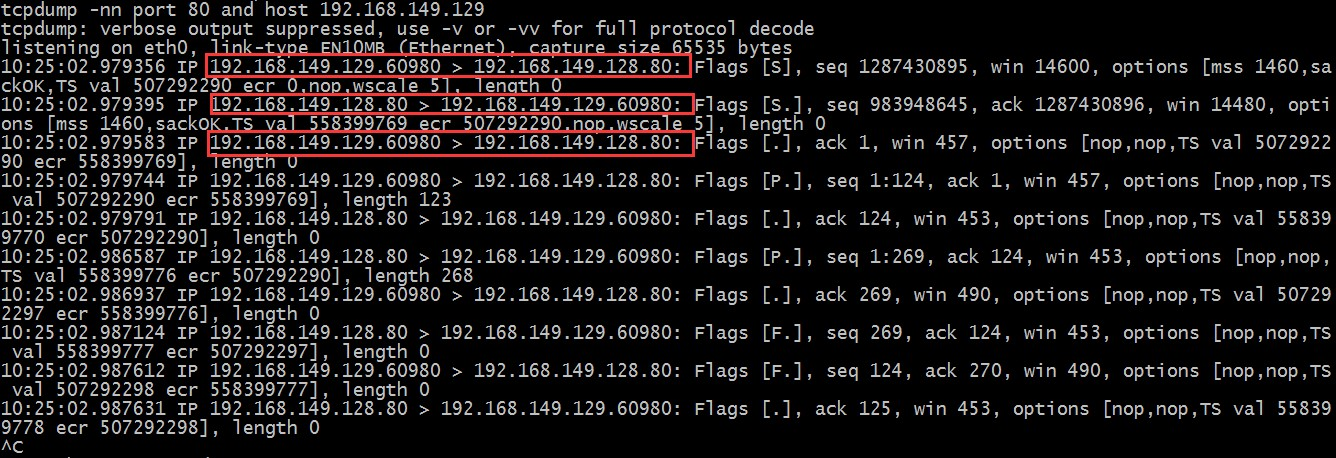 tcpdump -nn port 80 and host 192.168.149.129
tcpdump: verbose output suppressed, use -v or -vv for full protocol decode
listening on eth0, link-type EN10MB (Ethernet), capture size 65535 bytes
10:25:02.979356 IP 192.168.149.129.60980 > 192.168.149.128.80: Flags [S], seq 1287430895, win 14600, options [mss 1460,sa
ckOK,TS val 507292290 ecr 0,nop,wscale 5], length 0
10:25:02.979395 IP 192.168.149.128.80 > 192.168.149.129.60980: Flags [S.], seq 983948645, ack 1287430896, win 14480, opti
ons [mss 1460,sackOK,TS val 558399769 ecr 507292290,nop,wscale 5], length 0
10:25:02.979583 IP 192.168.149.129.60980 > 192.168.149.128.80: Flags [.], ack 1, win 457, options [nop,nop,TS val 5072922
90 ecr 558399769], length 0
10:25:02.979744 IP 192.168.149.129.60980 > 192.168.149.128.80: Flags [P.], seq 1:124, ack 1, win 457, options [nop,nop,TS
 val 507292290 ecr 558399769], length 123
10:25:02.979791 IP 192.168.149.128.80 > 192.168.149.129.60980: Flags [.], ack 124, win 453, options [nop,nop,TS val 55839
9770 ecr 507292290], length 0
10:25:02.986587 IP 192.168.149.128.80 > 192.168.149.129.60980: Flags [P.], seq 1:269, ack 124, win 453, options [nop,nop,
TS val 558399776 ecr 507292290], length 268
10:25:02.986937 IP 192.168.149.129.60980 > 192.168.149.128.80: Flags [.], ack 269, win 490, options [nop,nop,TS val 50729
2297 ecr 558399776], length 0
10:25:02.987124 IP 192.168.149.128.80 > 192.168.149.129.60980: Flags [F.], seq 269, ack 124, win 453, options [nop,nop,TS
 val 558399777 ecr 507292297], length 0
10:25:02.987612 IP 192.168.149.129.60980 > 192.168.149.128.80: Flags [F.], seq 124, ack 270, win 490, options [nop,nop,TS
 val 507292298 ecr 558399777], length 0
10:25:02.987631 IP 192.168.149.128.80 > 192.168.149.129.60980: Flags [.], ack 125, win 453, options [nop,nop,TS val 55839
9778 ecr 507292298], length 0
^C